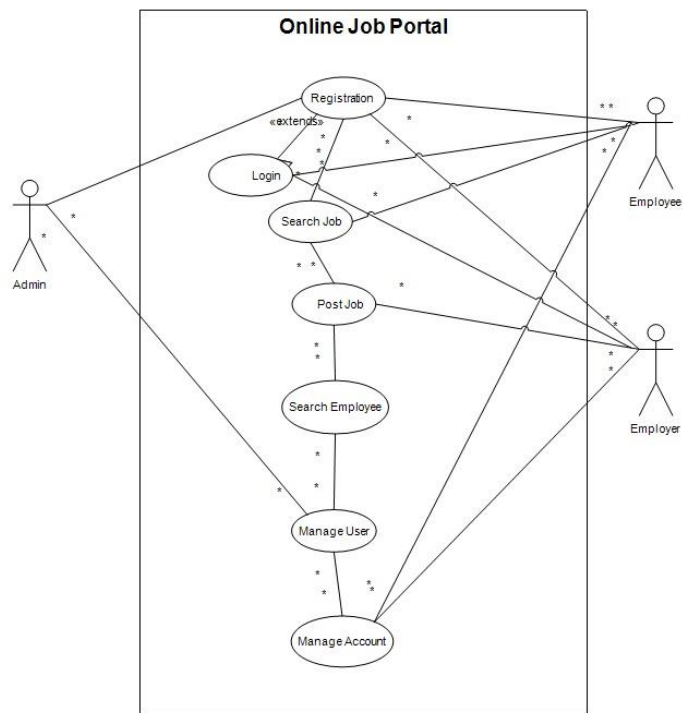 Online Job Portal
Registration
«extends»
* *
*
*
*
*
*
*
Login
*
*
*
*
Employee
Search Job
*
*
*
Admin
* *
Post Job
*
* *
*
*
*
*
Search Employee
Employer
*
*
*
Manage User
*
*
*
*
Manage Account